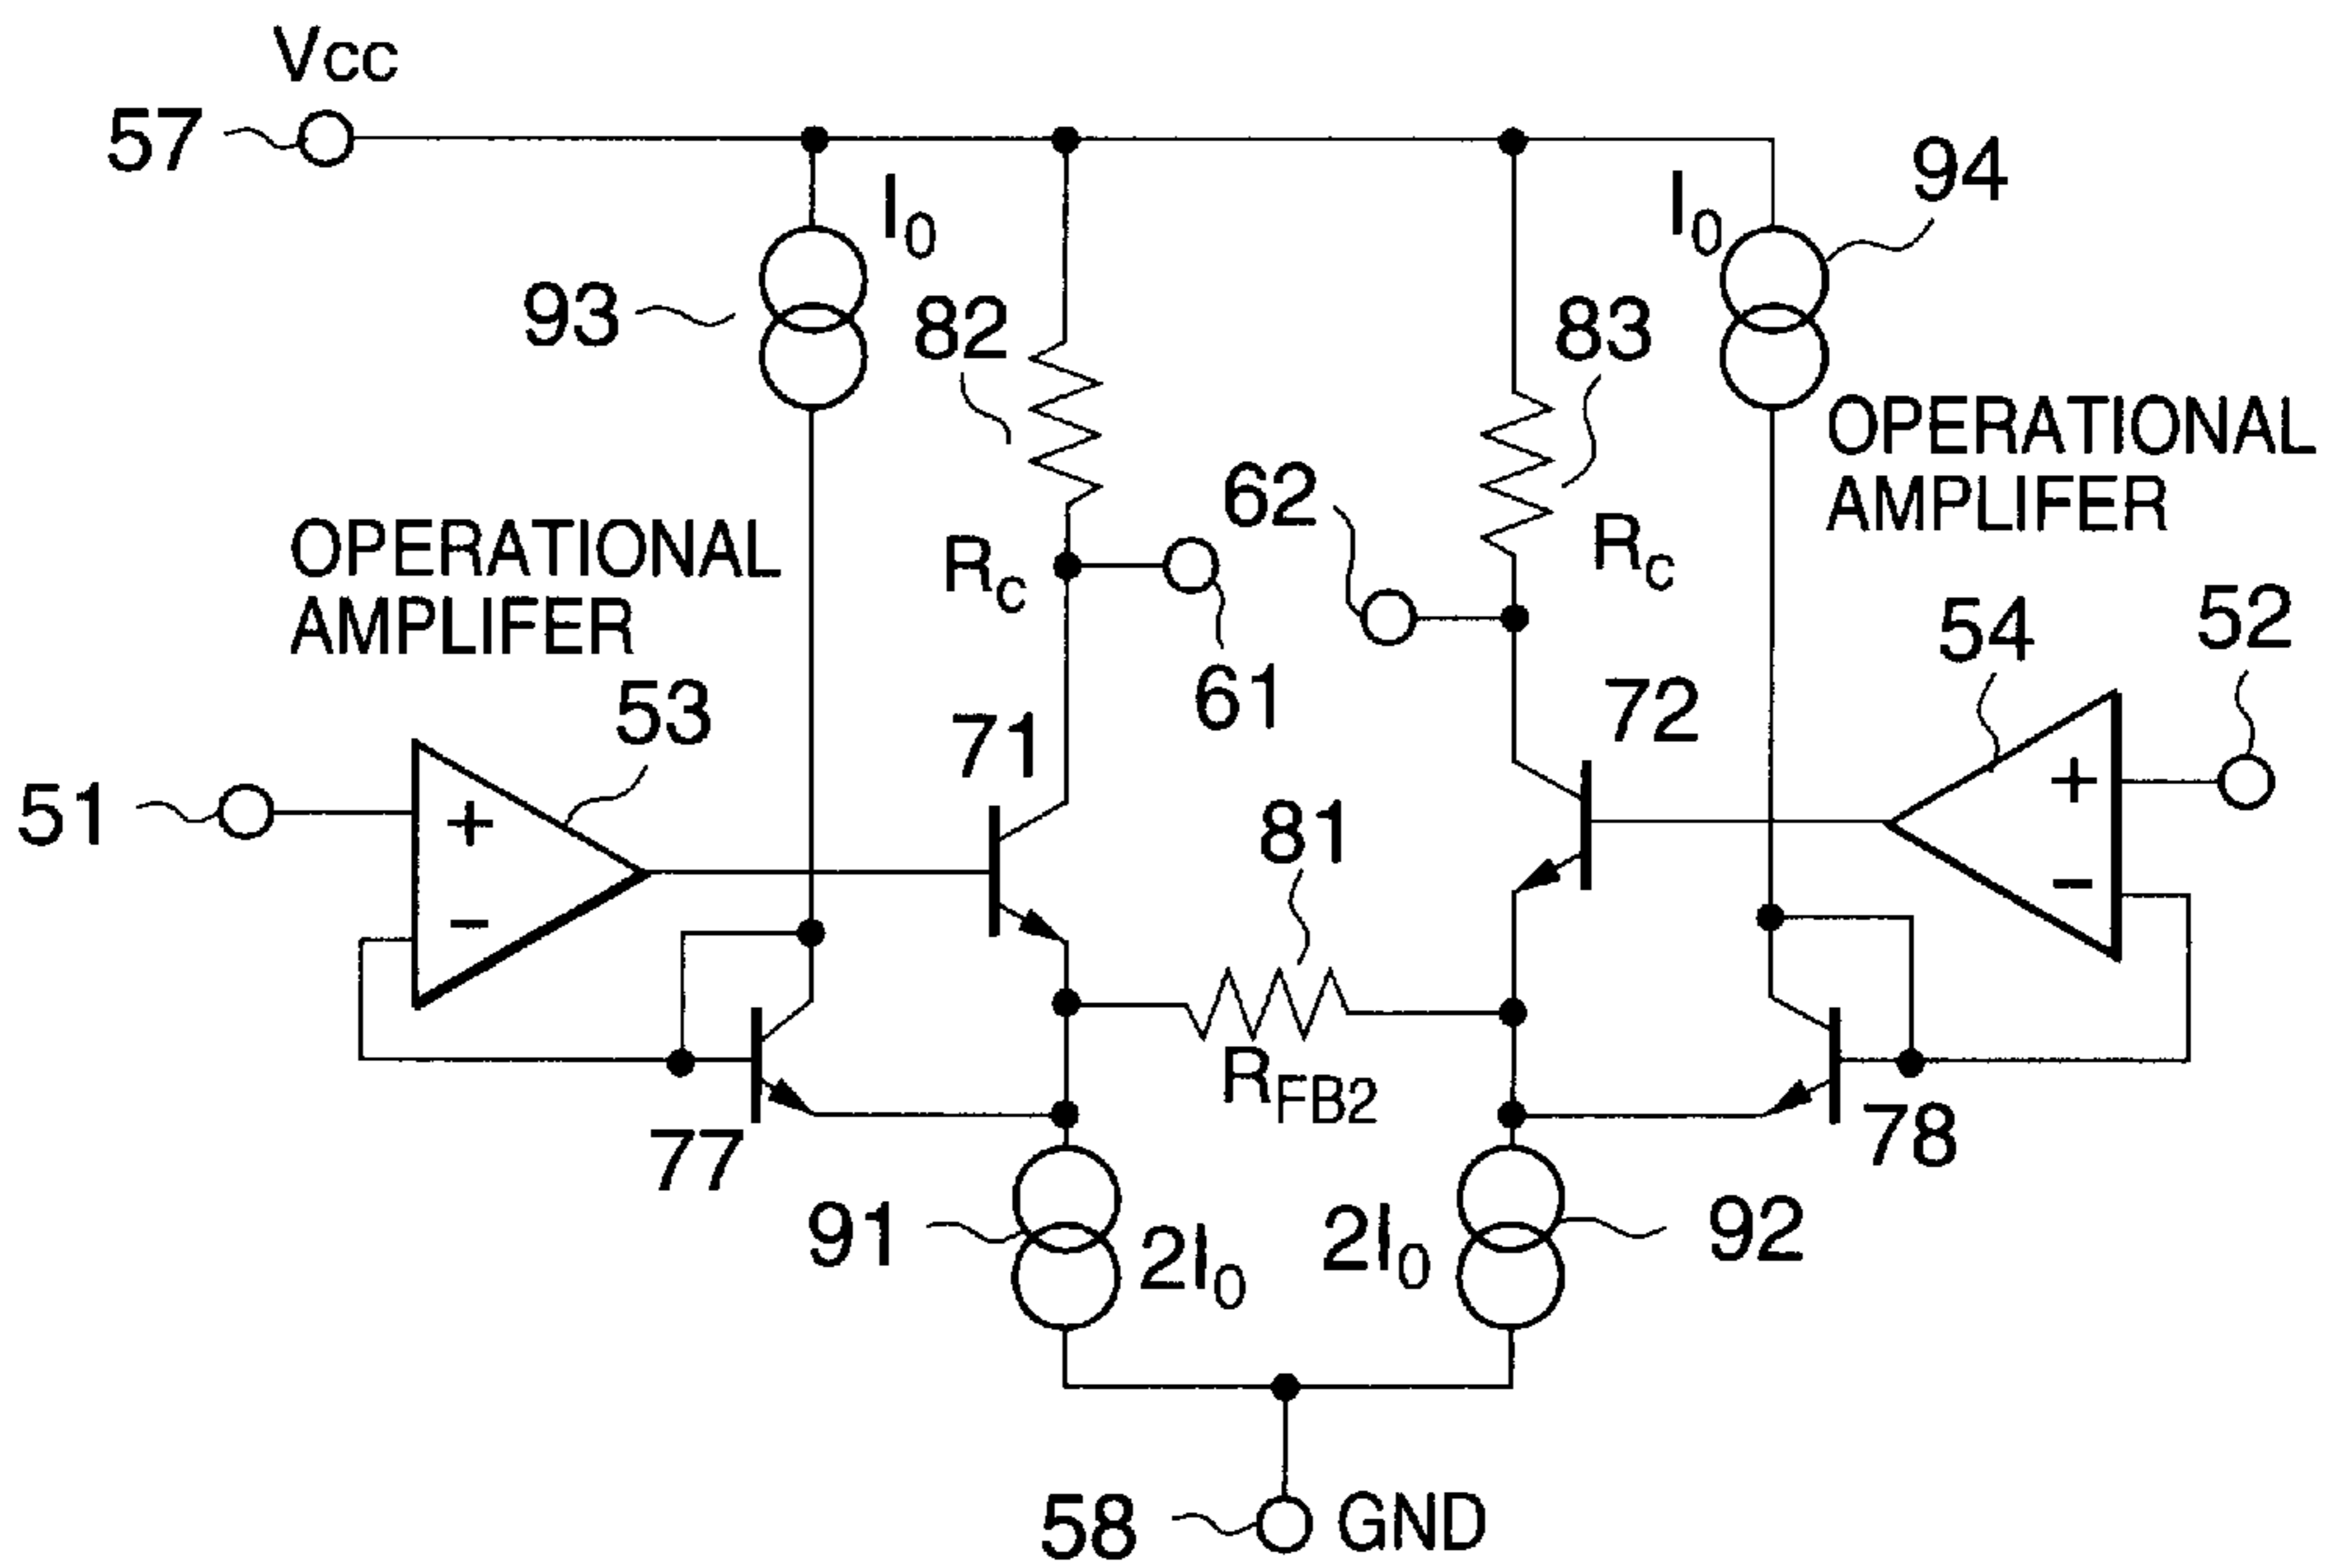 Vcc
57
I0
I0
94
93
82
83
OPERATIONAL
AMPLIFER
62
OPERATIONAL
AMPLIFER
RC
RC
54
52
53
61
71
72
51
+
-
81
+
-
RFB2
77
78
91
2I0
2I0
92
58
GND